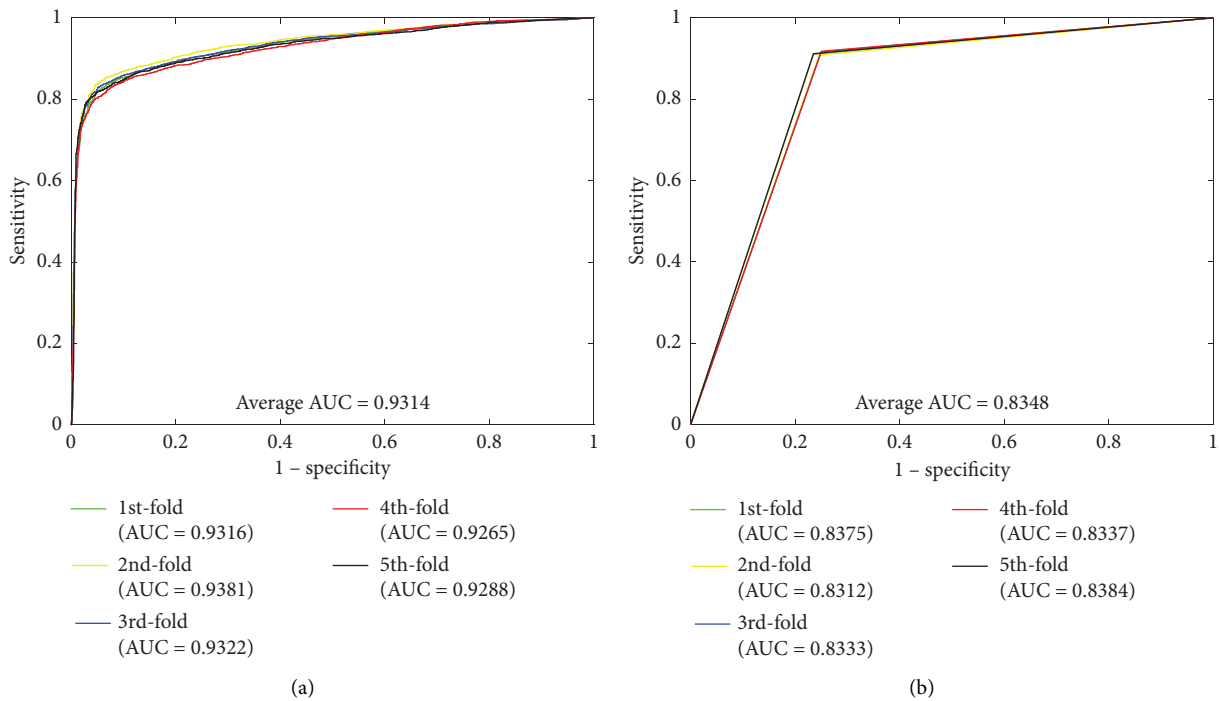 1
0.8
0.6
0.4
0.2
0
Sensitivity
Average AUC = 0.9314
0
0.2
0.4
0.6
0.8
1
1 – specificity
1st-fold
(AUC = 0.9316)
2nd-fold
(AUC = 0.9381)
3rd-fold
(AUC = 0.9322)
4th-fold
(AUC = 0.9265)
5th-fold
(AUC = 0.9288)
(a)
1
0.8
0.6
0.4
0.2
0
Sensitivity
Average AUC = 0.8348
0
0.2
0.4
0.6
0.8
1
1 – specificity
1st-fold
(AUC = 0.8375)
2nd-fold
(AUC = 0.8312)
3rd-fold
(AUC = 0.8333)
4th-fold
(AUC = 0.8337)
5th-fold
(AUC = 0.8384)
(b)